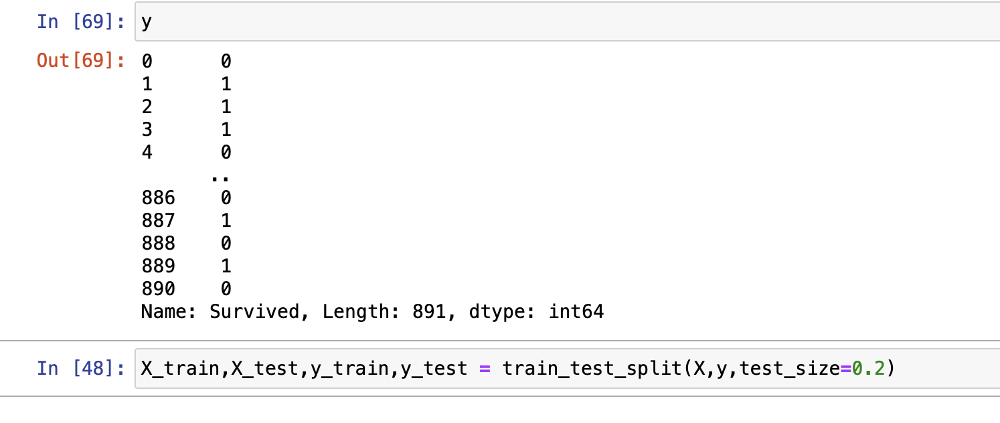 In [69]: y
Out[69]: 0      0
1      1
2      1
3      1
4      0
..
886    0
887    1
888    0
889    1
890    0
Name: Survived, Length: 891, dtype: int64
In [48]: X_train,X_test,y_train,y_test = train_test_split(X,y,test_size=0.2)